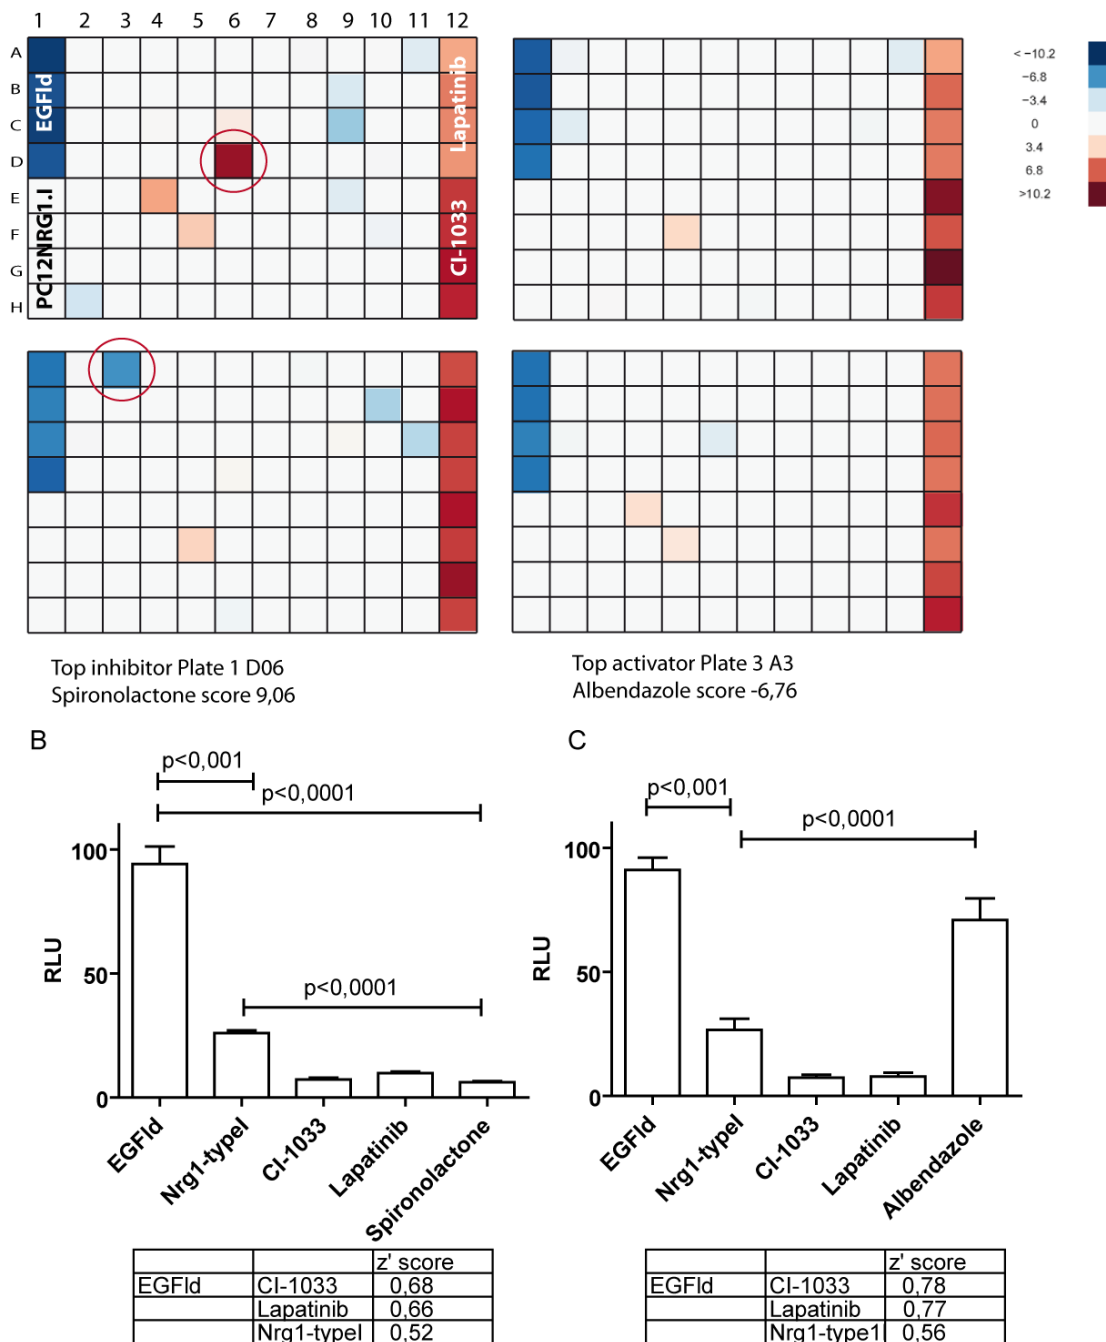 1 2 3 4 5 6 7 8 9 10 11 12
A
B
C
D
E
F
G
H
EGFld
PC12NRG1.I
Lapatinib
CI-1033
< −10.2
−6.8
−3.4
0
3.4
6.8
>10.2
Top inhibitor Plate 1 D06
Spironolactone score 9,06
Top activator Plate 3 A3
Albendazole score -6,76
B
p<0,001
p<0,0001
p<0,0001
100
50
0
RLU
EGFld
Nrg1-typeI
CI-1033
Lapatinib
Spironolactone
z' score
EGFld CI-1033 0,68
Lapatinib 0,66
Nrg1-typeI 0,52
C
p<0,001
p<0,0001
100
50
0
RLU
EGFld
Nrg1-typeI
CI-1033
Lapatinib
Albendazole
z' score
EGFld CI-1033 0,78
Lapatinib 0,77
Nrg1-type1 0,56